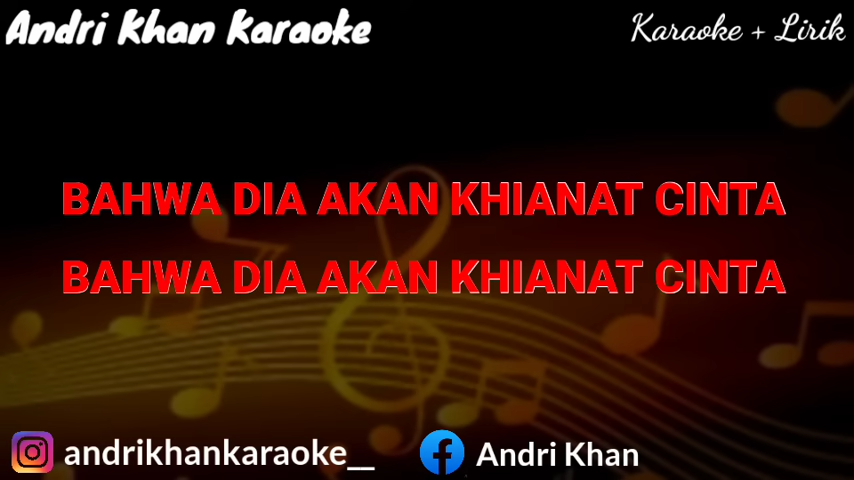 Andri Khan Karaoke
Karaoke + Lirik
BAHWA DIA AKAN KHIANAT CINTA
BAHWA DIA AKAN KHIANAT CINTA
andrikhankaraoke__
Andri Khan